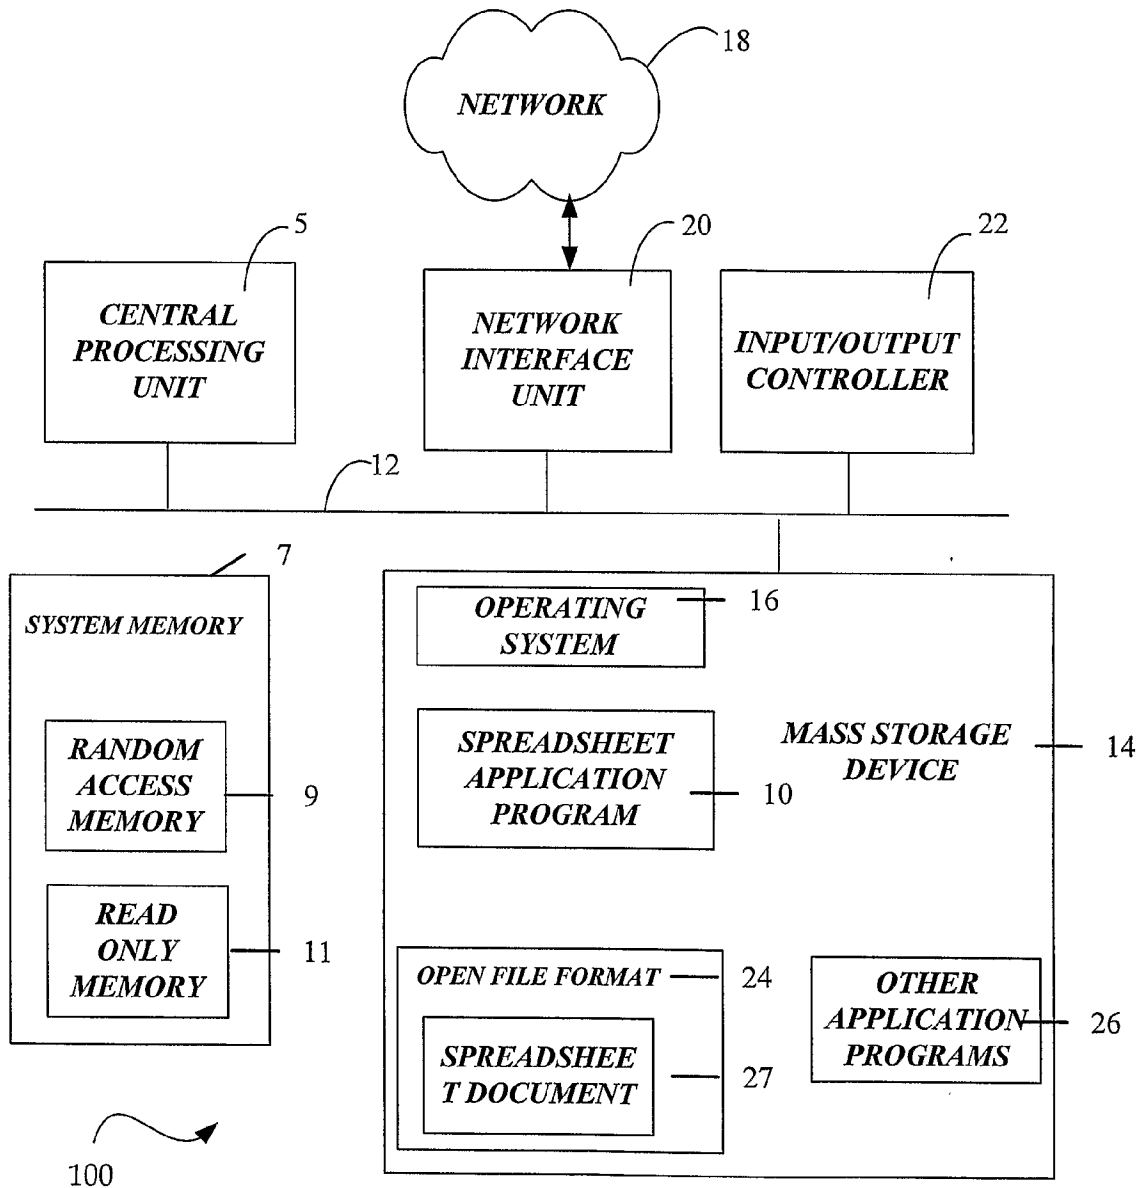 18
NETWORK
5
20
22
CENTRAL
PROCESSING
UNIT
NETWORK
INTERFACE
UNIT
INPUT/OUTPUT
CONTROLLER
12
7
SYSTEM MEMORY
RANDOM
ACCESS
MEMORY
9
READ
ONLY
MEMORY
11
OPERATING
SYSTEM
16
SPREADSHEET
APPLICATION
PROGRAM
10
MASS STORAGE
DEVICE
14
OPEN FILE FORMAT
24
SPREADSHEE
T DOCUMENT
27
OTHER
APPLICATION
PROGRAMS
26
100